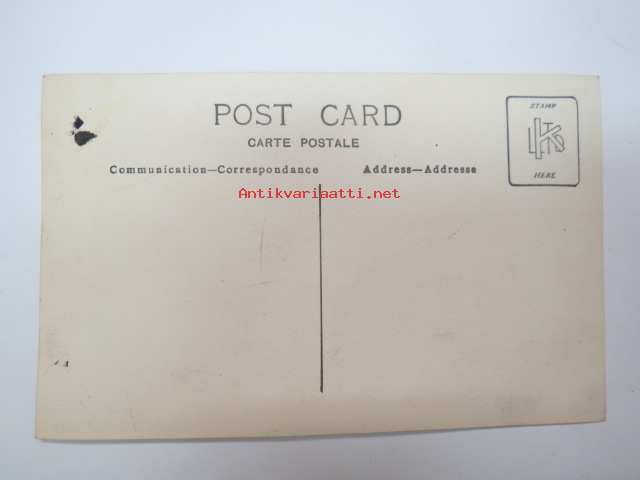 POST CARD
CARTE POSTALE
Communication—Correspondance
Address—Addresse
STAMP
HERE
Antikvariaatti.net